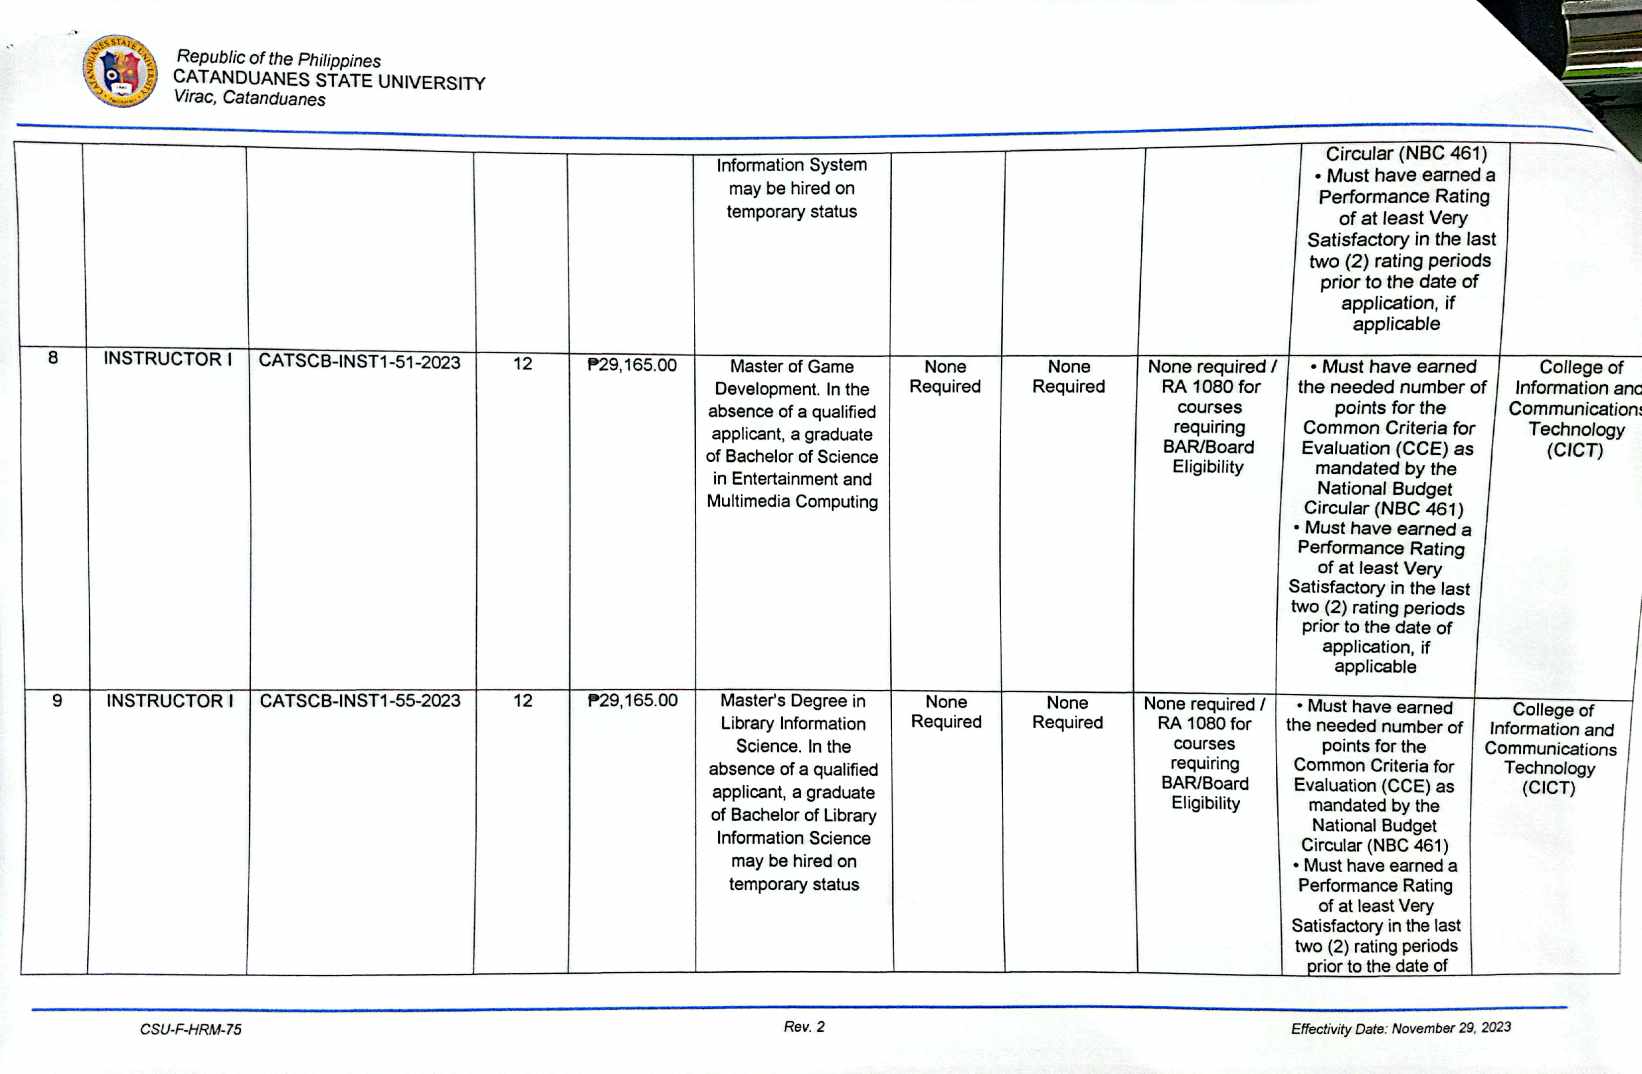 Republic of the Philippines
CATANDUANES STATE UNIVERSITY
Virac, Catanduanes
Information System
may be hired on
temporary status
Circular (NBC 461)
• Must have earned a
Performance Rating
of at least Very
Satisfactory in the last
two (2) rating periods
prior to the date of
application, if
applicable
8
INSTRUCTOR I
CATSCB-INST1-51-2023
12
₱29,165.00
Master of Game
Development. In the
absence of a qualified
applicant, a graduate
of Bachelor of Science
in Entertainment and
Multimedia Computing
None
Required
None
Required
None required /
RA 1080 for
courses
requiring
BAR/Board
Eligibility
• Must have earned
the needed number of
points for the
Common Criteria for
Evaluation (CCE) as
mandated by the
National Budget
Circular (NBC 461)
• Must have earned a
Performance Rating
of at least Very
Satisfactory in the last
two (2) rating periods
prior to the date of
application, if
applicable
College of
Information and
Communications
Technology
(CICT)
9
INSTRUCTOR I
CATSCB-INST1-55-2023
12
₱29,165.00
Master's Degree in
Library Information
Science. In the
absence of a qualified
applicant, a graduate
of Bachelor of Library
Information Science
may be hired on
temporary status
None
Required
None
Required
None required /
RA 1080 for
courses
requiring
BAR/Board
Eligibility
• Must have earned
the needed number of
points for the
Common Criteria for
Evaluation (CCE) as
mandated by the
National Budget
Circular (NBC 461)
• Must have earned a
Performance Rating
of at least Very
Satisfactory in the last
two (2) rating periods
prior to the date of
College of
Information and
Communications
Technology
(CICT)
CSU-F-HRM-75
Rev. 2
Effectivity Date: November 29, 2023